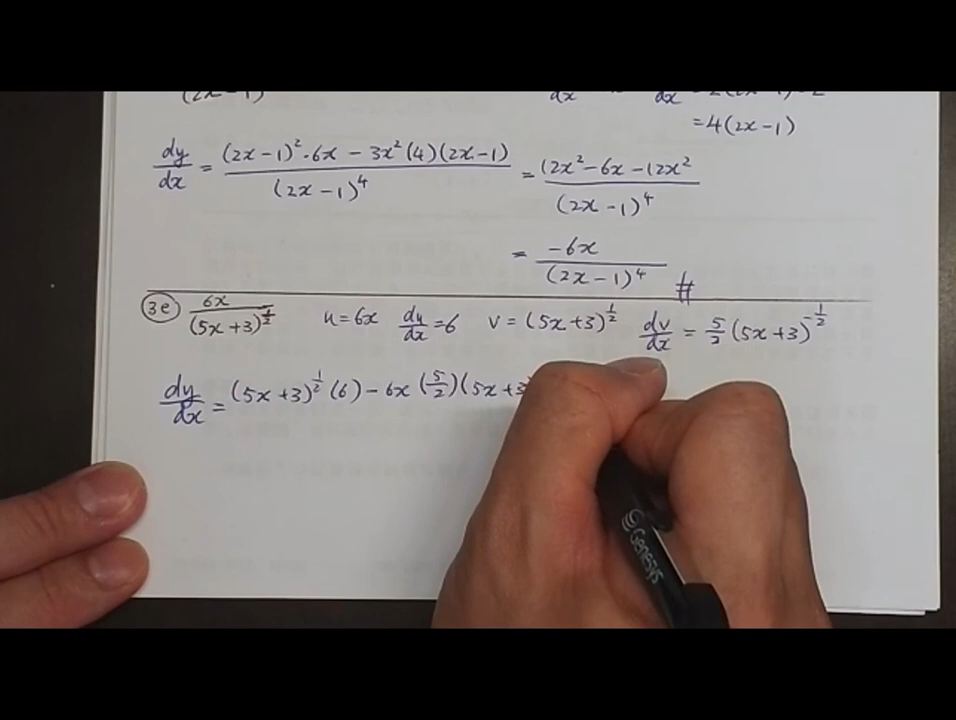 = 4(2x-1)
dy/dx = ((2x-1)²·6x - 3x²(4)(2x-1))/(2x-1)⁴ = (12x²-6x-12x²)/(2x-1)⁴
= -6x/(2x-1)⁴ #
3e 6x/(5x+3)^(1/2) u=6x du/dx=6 v=(5x+3)^(1/2) dv/dx = 5/2 (5x+3)^(-1/2)
dy/dx = (5x+3)^(1/2) (6) - 6x (5/2)(5x+3
Genesys